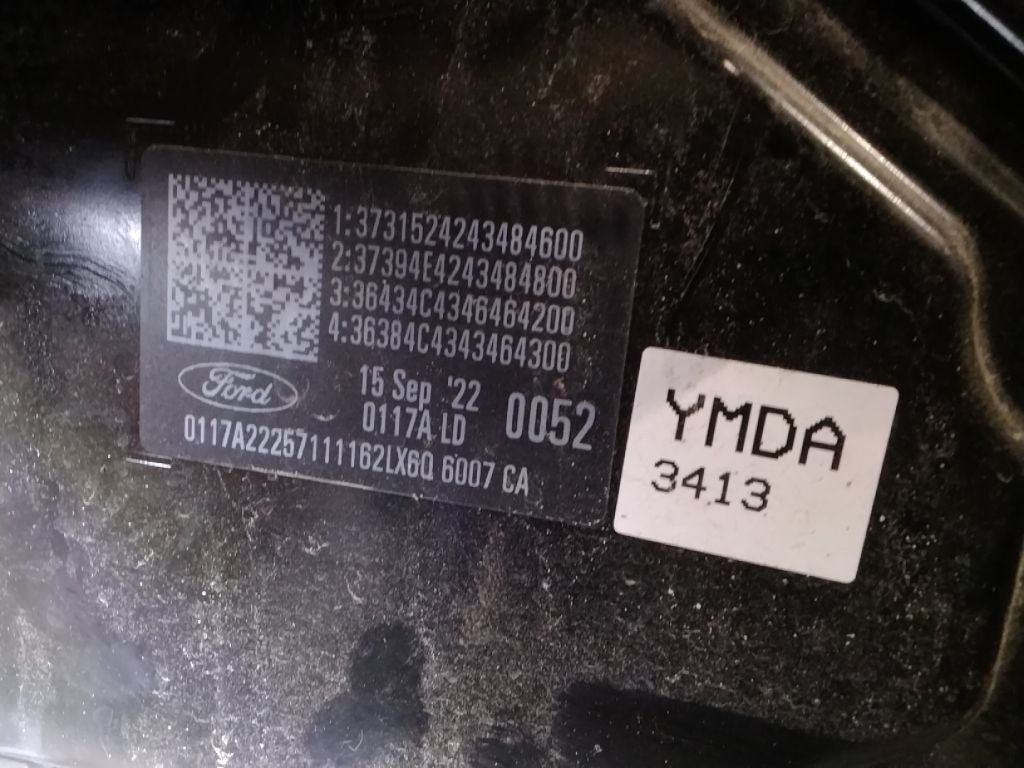 1:3731524243484600
2:37394E4243484800
3:36434C4346464200
4:36384C4343464300
Ford
15 Sep '22
0117A LD
0052
0117A22257111162LX6Q 6007 CA
YMDA
3413